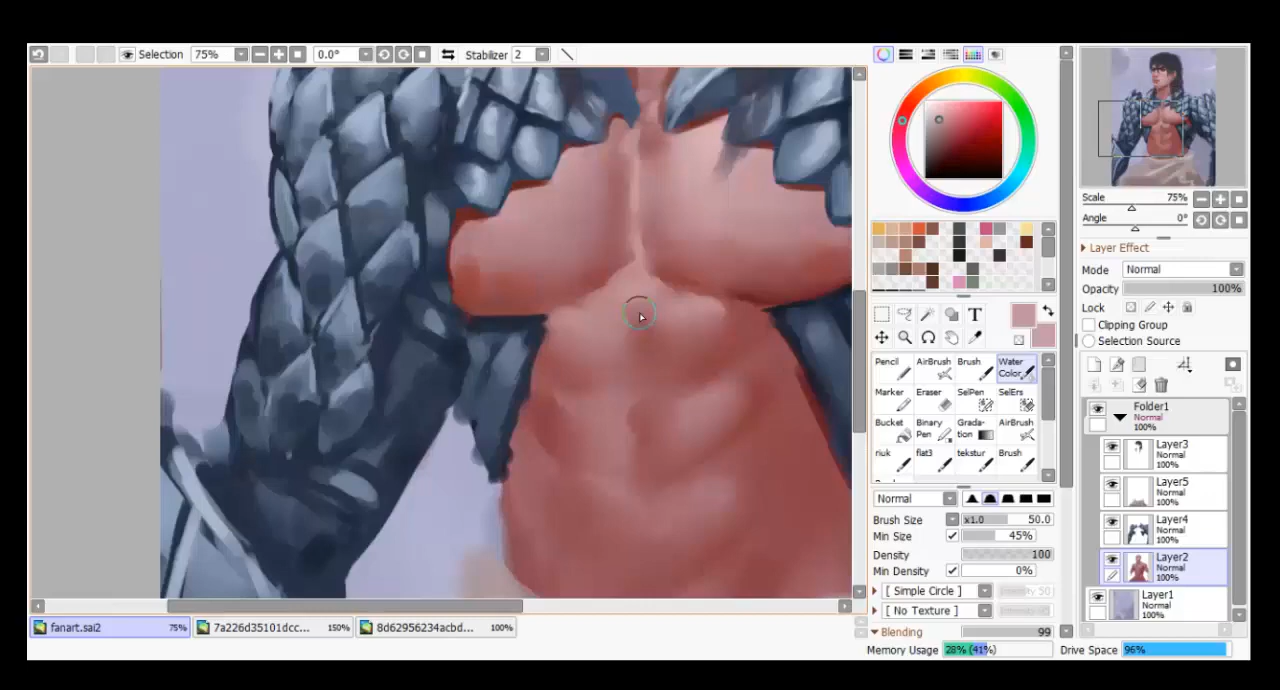 Selection 75% 0.0° Stabilizer 2
Scale 75%
Angle 0°
Layer Effect
Mode Normal
Opacity 100%
Lock
Clipping Group
Selection Source
T
Pencil AirBrush Brush Water Color
Marker Eraser SelPen SelErs
Bucket Binary Pen Grada-tion AirBrush
riuk flat3 tekstur Brush
Normal
Brush Size x1.0 50.0
Min Size 45%
Density 100
Min Density 0%
[ Simple Circle ] Intensity 50
[ No Texture ]
Blending 99
Folder1
Normal
100%
Layer3
Normal
100%
Layer5
Normal
100%
Layer4
Normal
100%
Layer2
Normal
100%
Layer1
Normal
fanart.sai2 75% 7a226d35101dcc... 150% 8d62956234acbd... 100%
Memory Usage 28% (41%) Drive Space 96%